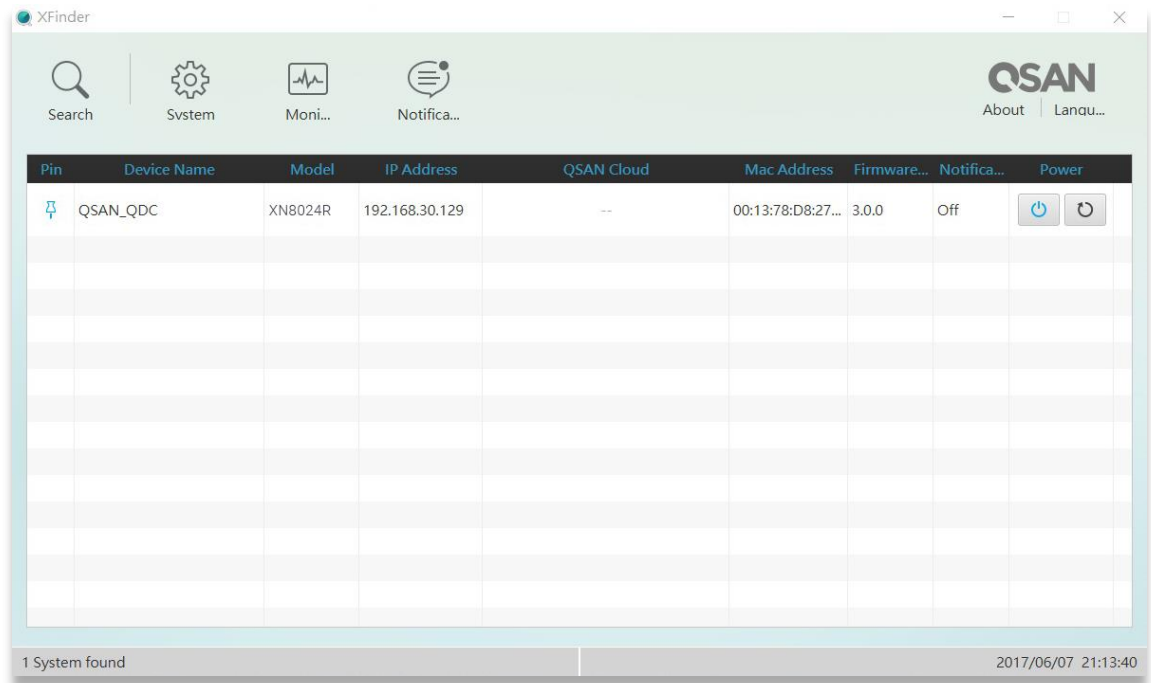 XFinder
Search System Moni... Notifica...
QSAN
About Langu...
Pin Device Name Model IP Address QSAN Cloud Mac Address Firmware... Notifica... Power
QSAN_QDC XN8024R 192.168.30.129 -- 00:13:78:D8:27... 3.0.0 Off
1 System found 2017/06/07 21:13:40